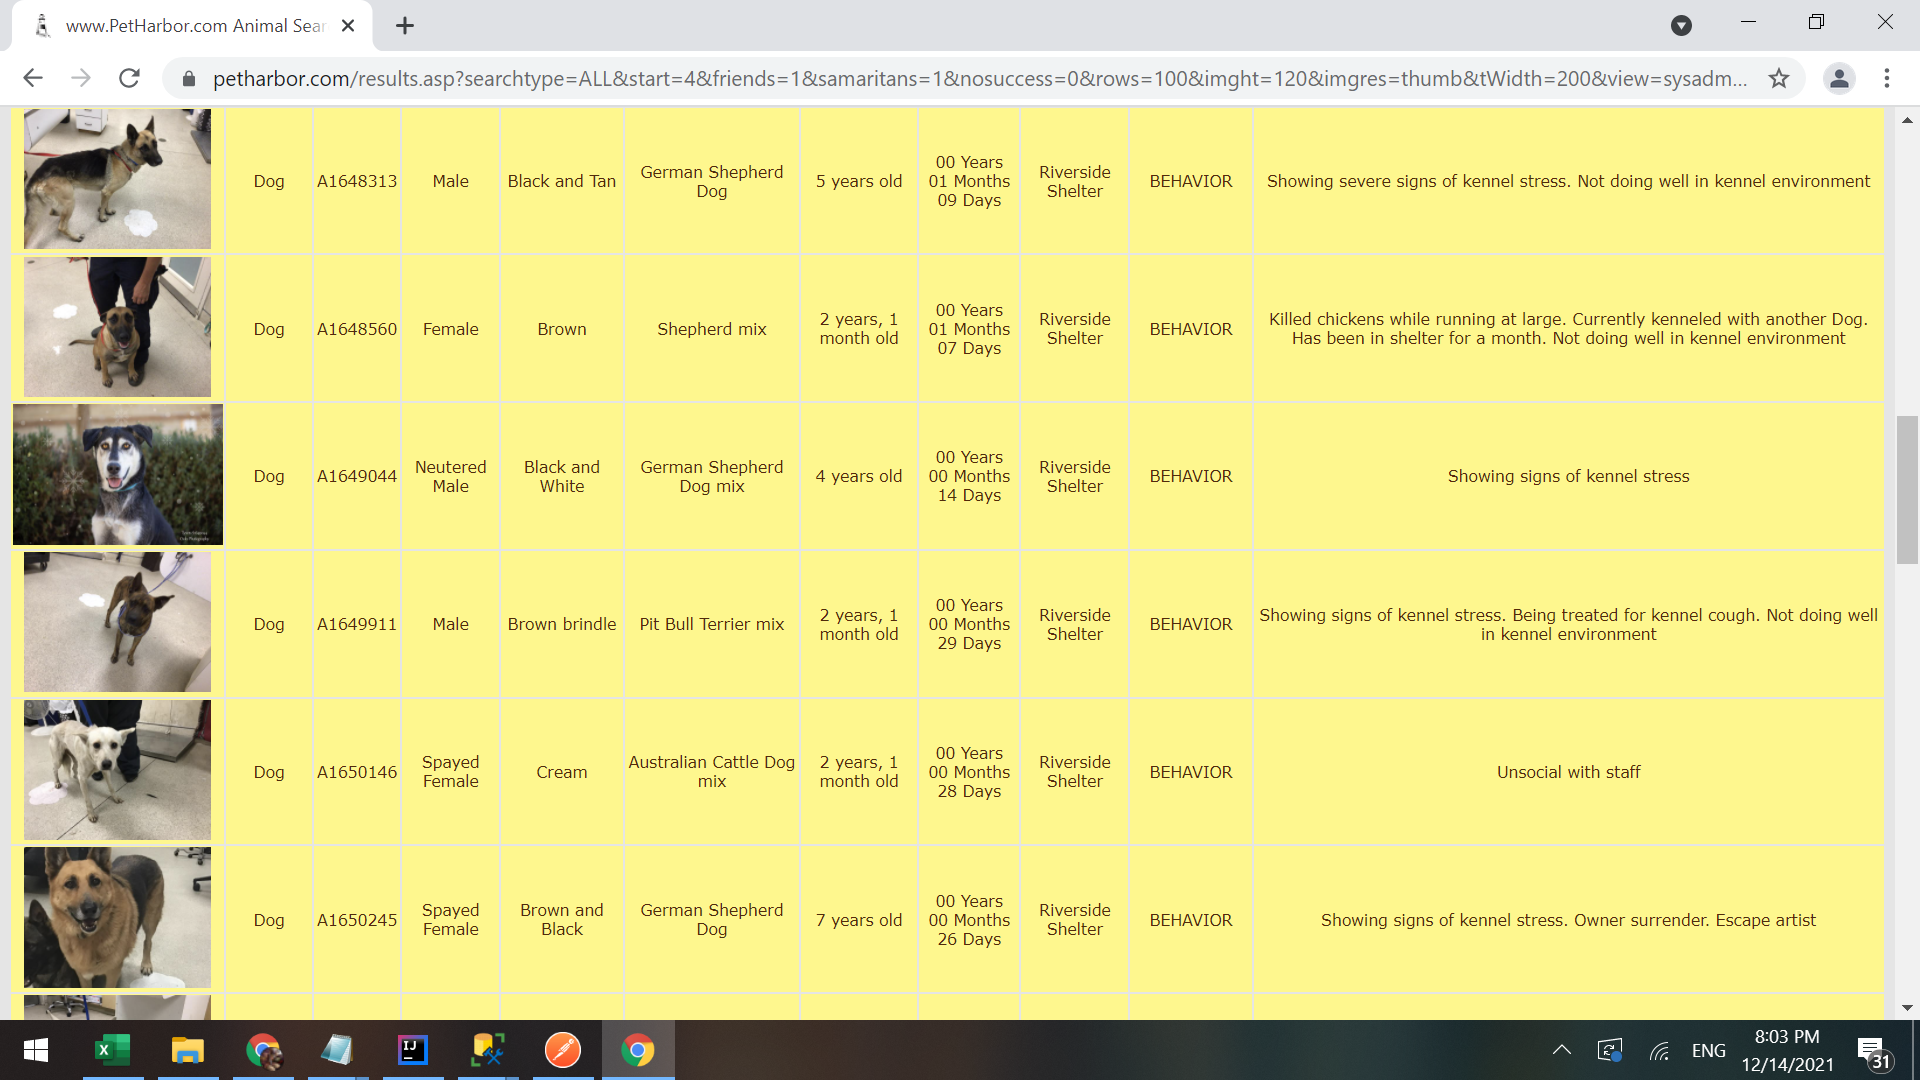 www.PetHarbor.com Animal Sear
petharbor.com/results.asp?searchtype=ALL&start=4&friends=1&samaritans=1&nosuccess=0&rows=100&imght=120&imgres=thumb&tWidth=200&view=sysadm...
Dog
A1648313
Male
Black and Tan
German Shepherd
Dog
5 years old
00 Years
01 Months
09 Days
Riverside
Shelter
BEHAVIOR
Showing severe signs of kennel stress. Not doing well in kennel environment
Dog
A1648560
Female
Brown
Shepherd mix
2 years, 1
month old
00 Years
01 Months
07 Days
Riverside
Shelter
BEHAVIOR
Killed chickens while running at large. Currently kenneled with another Dog.
Has been in shelter for a month. Not doing well in kennel environment
Dog
A1649044
Neutered
Male
Black and
White
German Shepherd
Dog mix
4 years old
00 Years
00 Months
14 Days
Riverside
Shelter
BEHAVIOR
Showing signs of kennel stress
Dog
A1649911
Male
Brown brindle
Pit Bull Terrier mix
2 years, 1
month old
00 Years
00 Months
29 Days
Riverside
Shelter
BEHAVIOR
Showing signs of kennel stress. Being treated for kennel cough. Not doing well
in kennel environment
Dog
A1650146
Spayed
Female
Cream
Australian Cattle Dog
mix
2 years, 1
month old
00 Years
00 Months
28 Days
Riverside
Shelter
BEHAVIOR
Unsocial with staff
Dog
A1650245
Spayed
Female
Brown and
Black
German Shepherd
Dog
7 years old
00 Years
00 Months
26 Days
Riverside
Shelter
BEHAVIOR
Showing signs of kennel stress. Owner surrender. Escape artist
X
IJ
ENG
8:03 PM
12/14/2021
31